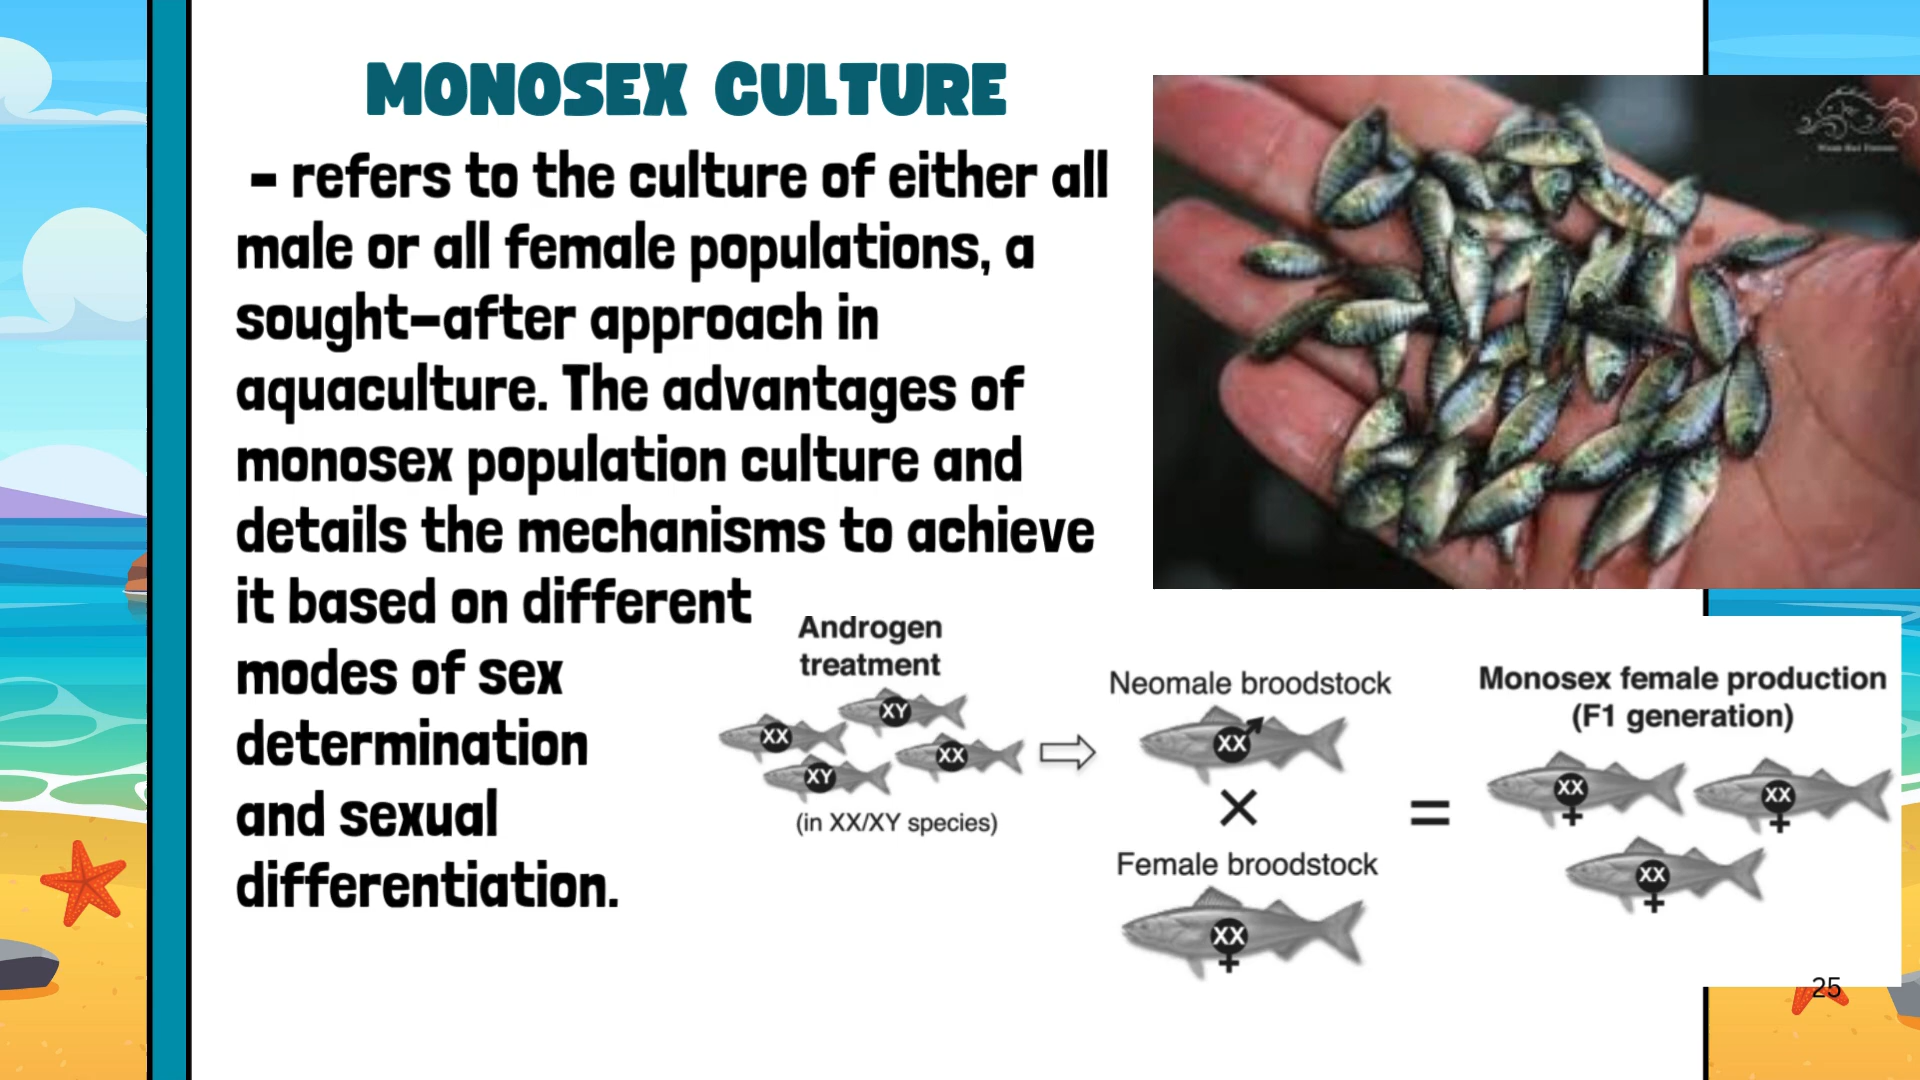 MONOSEX CULTURE
- refers to the culture of either all
male or all female populations, a
sought-after approach in
aquaculture. The advantages of
monosex population culture and
details the mechanisms to achieve
it based on different
modes of sex
determination
and sexual
differentiation.
Androgen
treatment
XY
XX
XX
XY
(in XX/XY species)
Neomale broodstock
XX
×
Female broodstock
XX
=
Monosex female production
(F1 generation)
XX
XX
XX
25